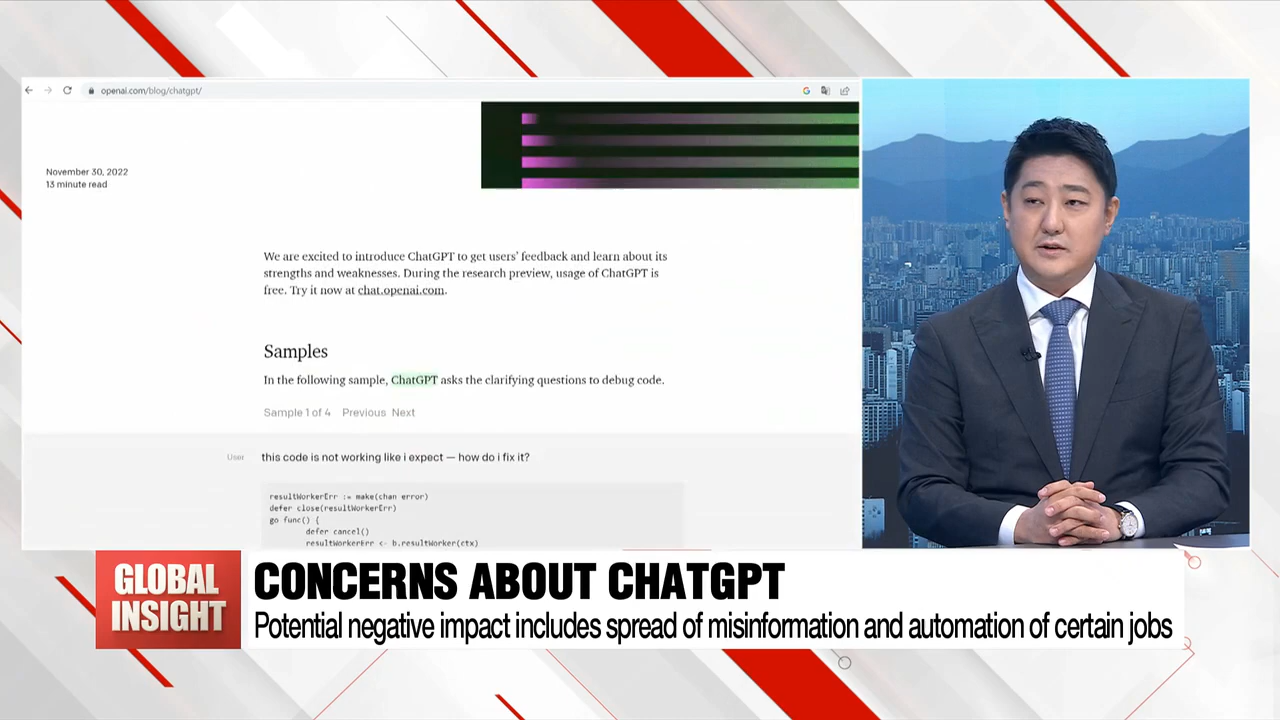 openai.com/blog/chatgpt/
November 30, 2022
13 minute read
We are excited to introduce ChatGPT to get users' feedback and learn about its
strengths and weaknesses. During the research preview, usage of ChatGPT is
free. Try it now at chat.openai.com.
Samples
In the following sample, ChatGPT asks the clarifying questions to debug code.
Sample 1 of 4 Previous Next
User this code is not working like i expect — how do i fix it?
resultWorkerErr := make(chan error)
defer close(resultWorkerErr)
go func() {
defer cancel()
resultWorkerErr <- b.resultWorker(ctx)
GLOBAL
INSIGHT
CONCERNS ABOUT CHATGPT
Potential negative impact includes spread of misinformation and automation of certain jobs